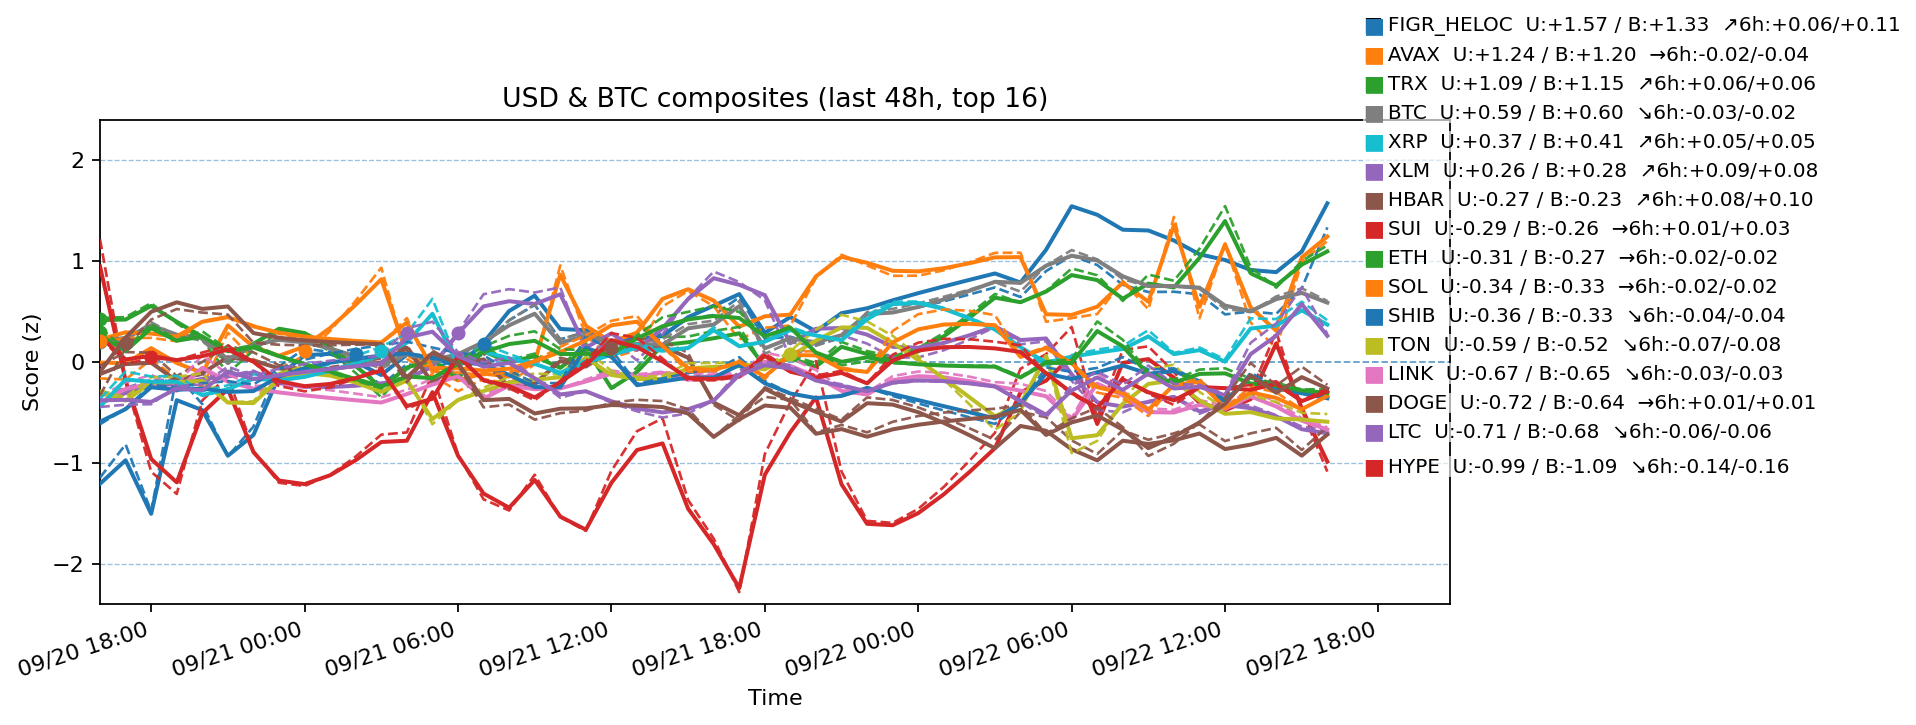 FIGR_HELOC U:+1.57 / B:+1.33 ↗6h:+0.06/+0.11
AVAX U:+1.24 / B:+1.20 →6h:-0.02/-0.04
TRX U:+1.09 / B:+1.15 ↗6h:+0.06/+0.06
BTC U:+0.59 / B:+0.60 ↘6h:-0.03/-0.02
XRP U:+0.37 / B:+0.41 ↗6h:+0.05/+0.05
XLM U:+0.26 / B:+0.28 ↗6h:+0.09/+0.08
HBAR U:-0.27 / B:-0.23 ↗6h:+0.08/+0.10
SUI U:-0.29 / B:-0.26 →6h:+0.01/+0.03
ETH U:-0.31 / B:-0.27 →6h:-0.02/-0.02
SOL U:-0.34 / B:-0.33 →6h:-0.02/-0.02
SHIB U:-0.36 / B:-0.33 ↘6h:-0.04/-0.04
TON U:-0.59 / B:-0.52 ↘6h:-0.07/-0.08
LINK U:-0.67 / B:-0.65 ↘6h:-0.03/-0.03
DOGE U:-0.72 / B:-0.64 →6h:+0.01/+0.01
LTC U:-0.71 / B:-0.68 ↘6h:-0.06/-0.06
HYPE U:-0.99 / B:-1.09 ↘6h:-0.14/-0.16
USD & BTC composites (last 48h, top 16)
Score (z)
2
1
0
−1
−2
09/20 18:00
09/21 00:00
09/21 06:00
09/21 12:00
09/21 18:00
09/22 00:00
09/22 06:00
09/22 12:00
09/22 18:00
Time